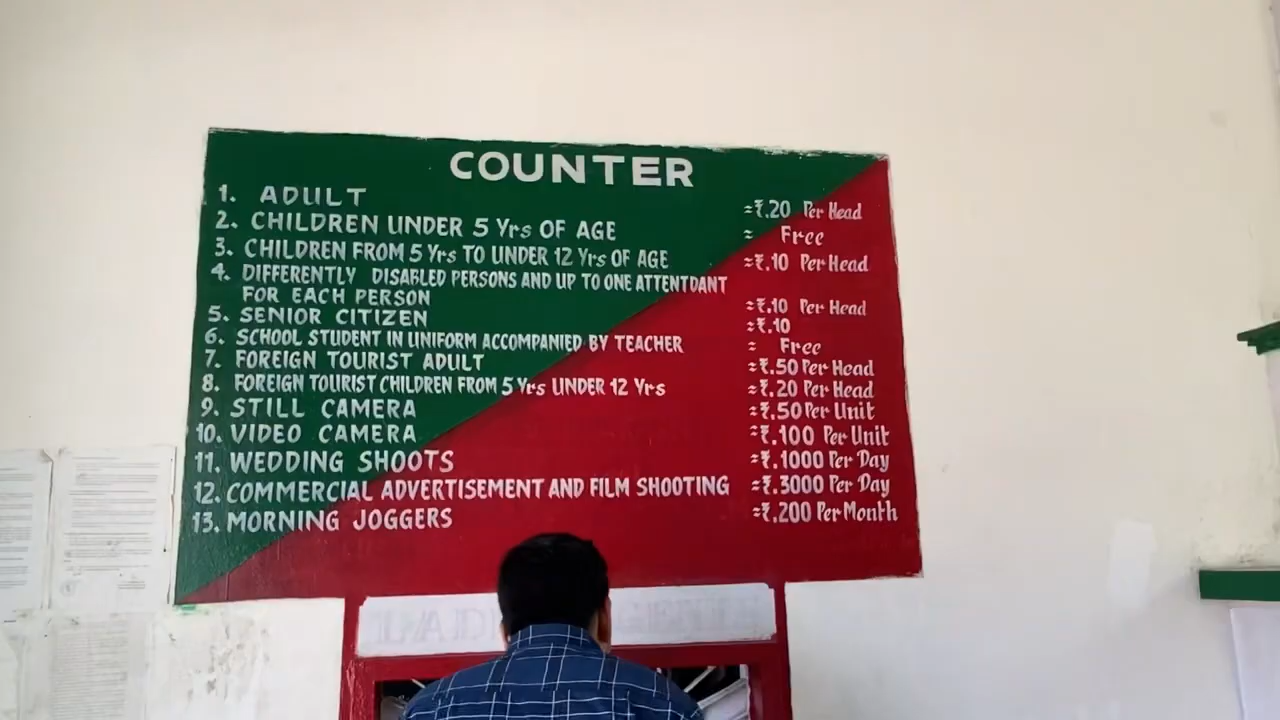 COUNTER
1. ADULT =₹.20 Per Head
2. CHILDREN UNDER 5 Yrs OF AGE = Free
3. CHILDREN FROM 5 Yrs TO UNDER 12 Yrs OF AGE =₹.10 Per Head
4. DIFFERENTLY DISABLED PERSONS AND UP TO ONE ATTENTDANT
FOR EACH PERSON =₹.10 Per Head
5. SENIOR CITIZEN =₹.10
6. SCHOOL STUDENT IN UNIFORM ACCOMPANIED BY TEACHER = Free
7. FOREIGN TOURIST ADULT =₹.50 Per Head
8. FOREIGN TOURIST CHILDREN FROM 5 Yrs UNDER 12 Yrs =₹.20 Per Head
9. STILL CAMERA =₹.50 Per Unit
10. VIDEO CAMERA =₹.100 Per Unit
11. WEDDING SHOOTS =₹.1000 Per Day
12. COMMERCIAL ADVERTISEMENT AND FILM SHOOTING =₹.3000 Per Day
13. MORNING JOGGERS =₹.200 Per Month